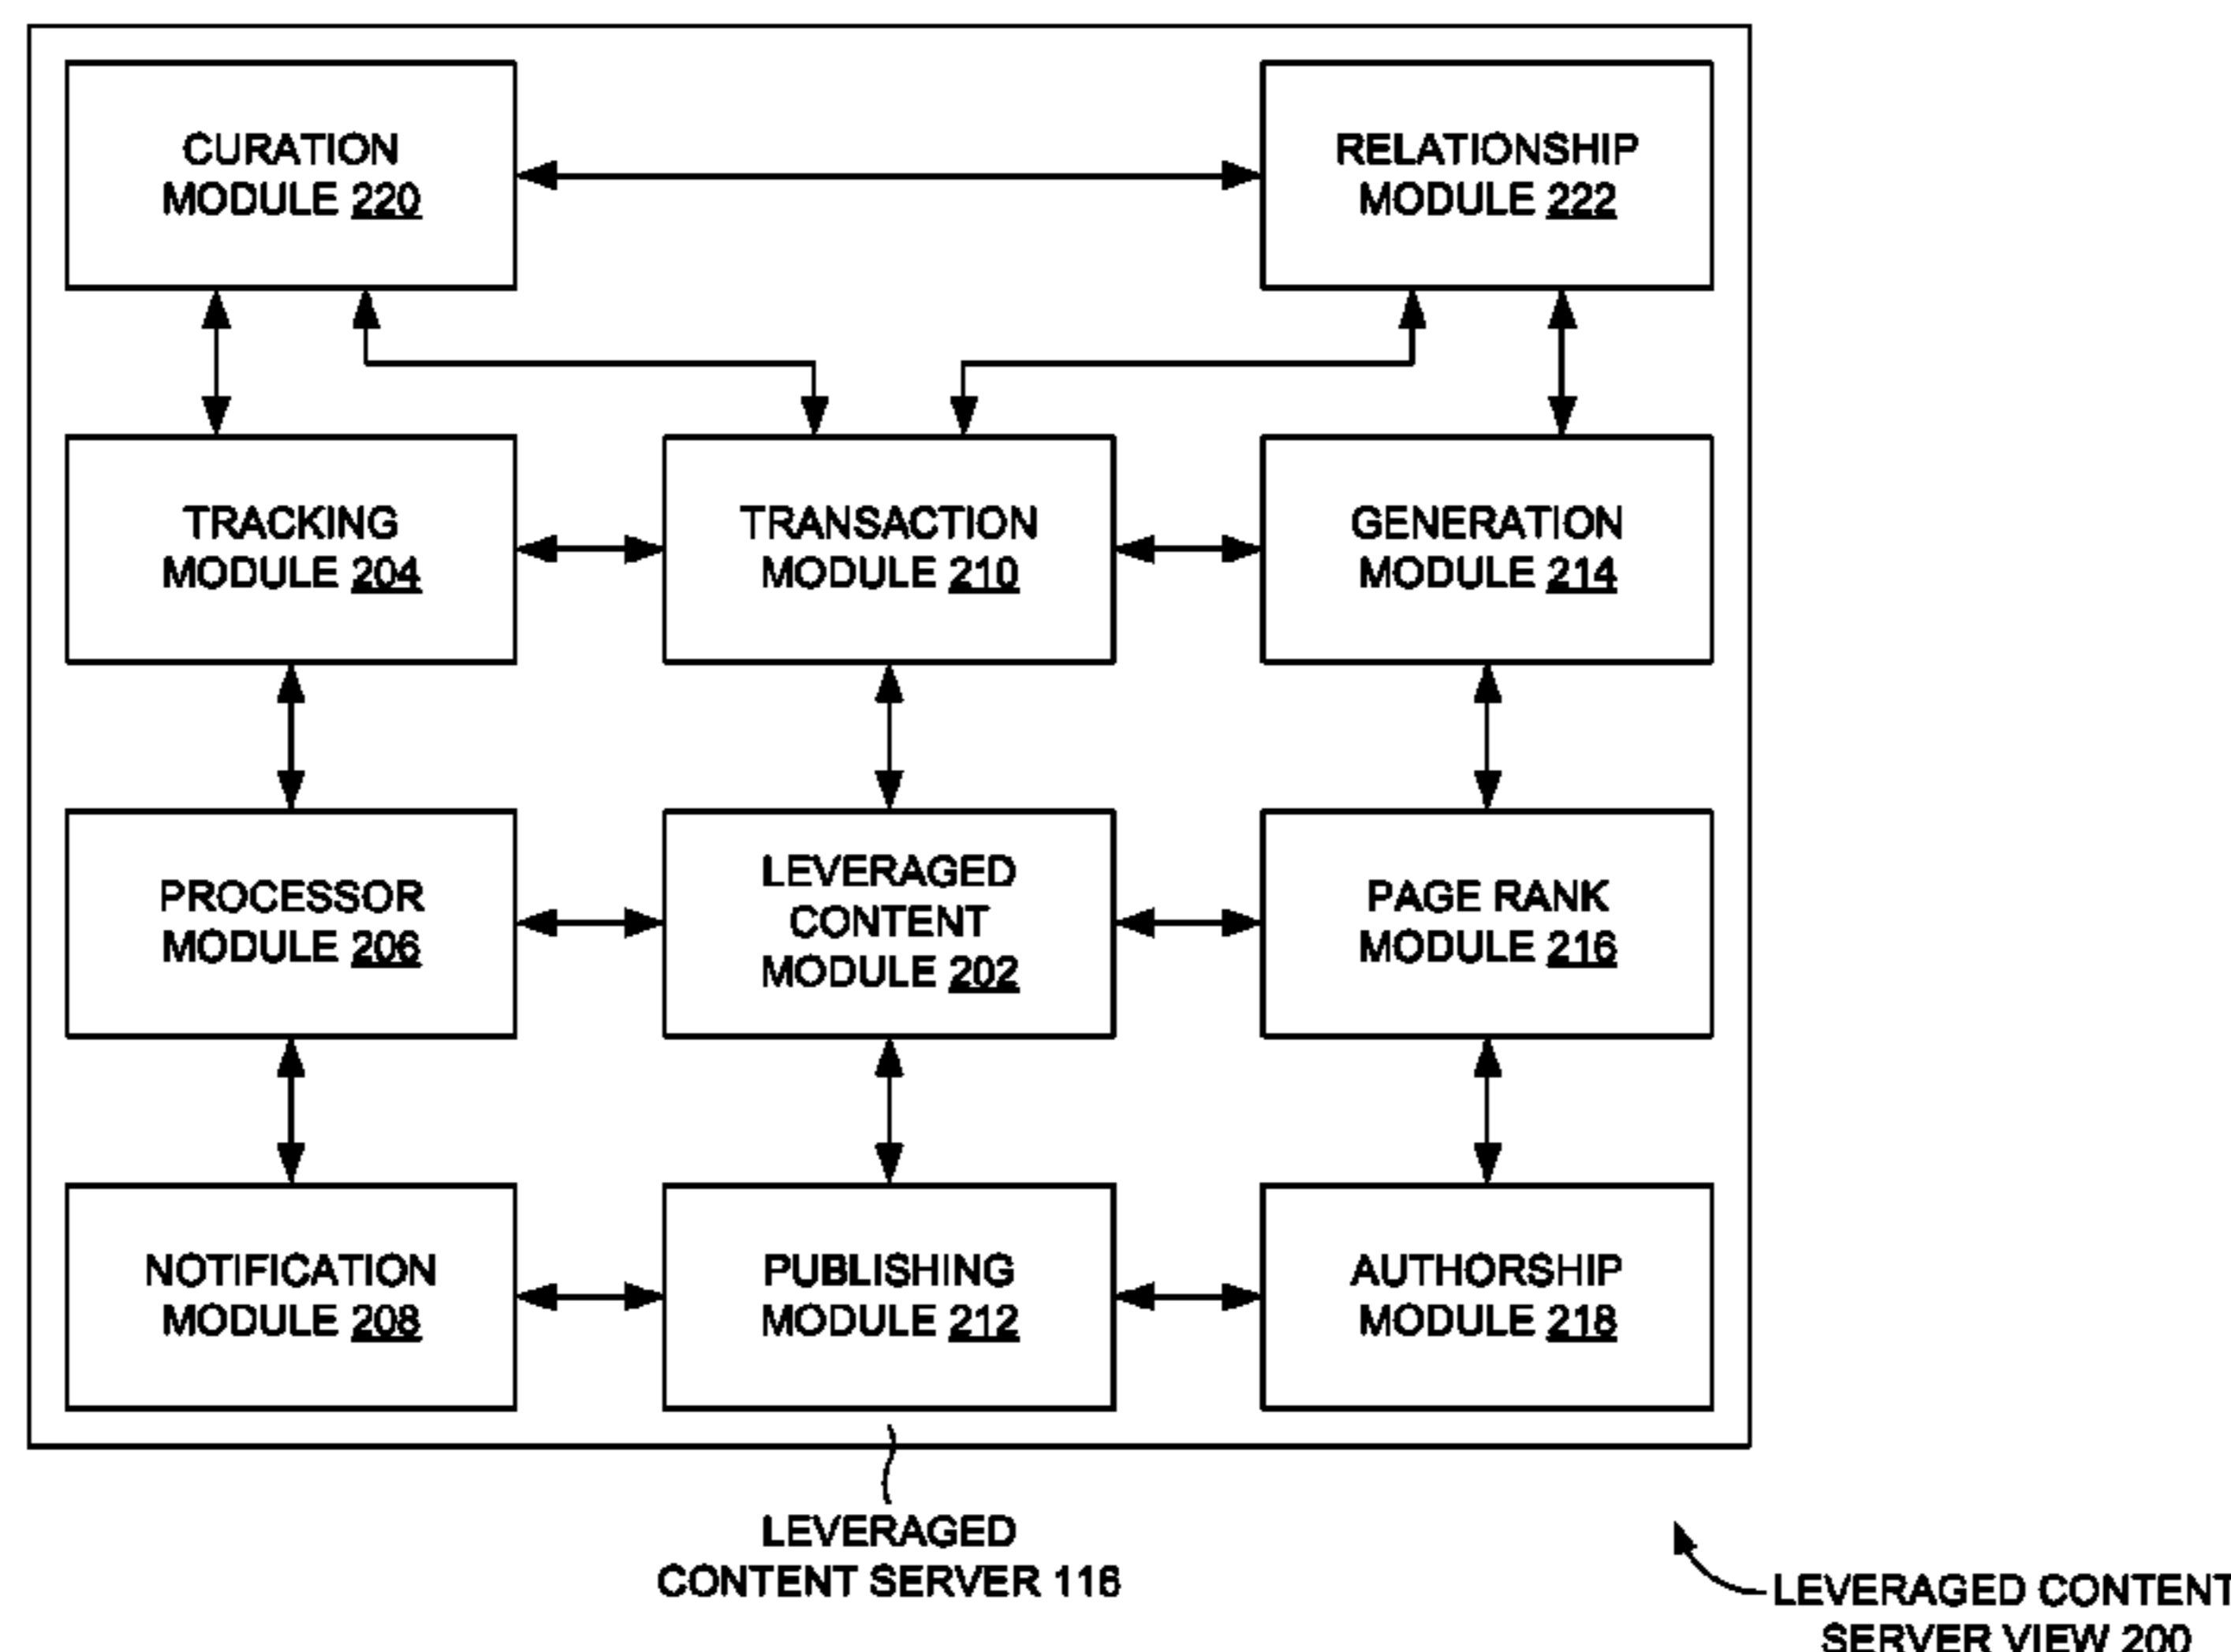 CURATION
MODULE 220
RELATIONSHIP
MODULE 222
TRACKING
MODULE 204
TRANSACTION
MODULE 210
GENERATION
MODULE 214
PROCESSOR
MODULE 206
LEVERAGED
CONTENT
MODULE 202
PAGE RANK
MODULE 216
NOTIFICATION
MODULE 208
PUBLISHING
MODULE 212
AUTHORSHIP
MODULE 218
LEVERAGED
CONTENT SERVER 116
LEVERAGED CONTENT
SERVER VIEW 200